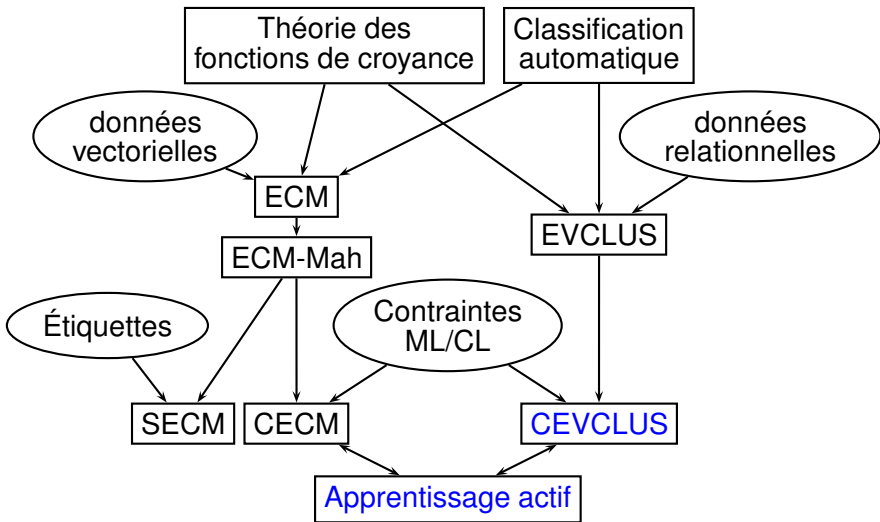 Théorie des
fonctions de croyance
Classification
automatique
données
vectorielles
données
relationnelles
ECM
EVCLUS
ECM-Mah
Étiquettes
Contraintes
ML/CL
SECM
CECM
CEVCLUS
Apprentissage actif